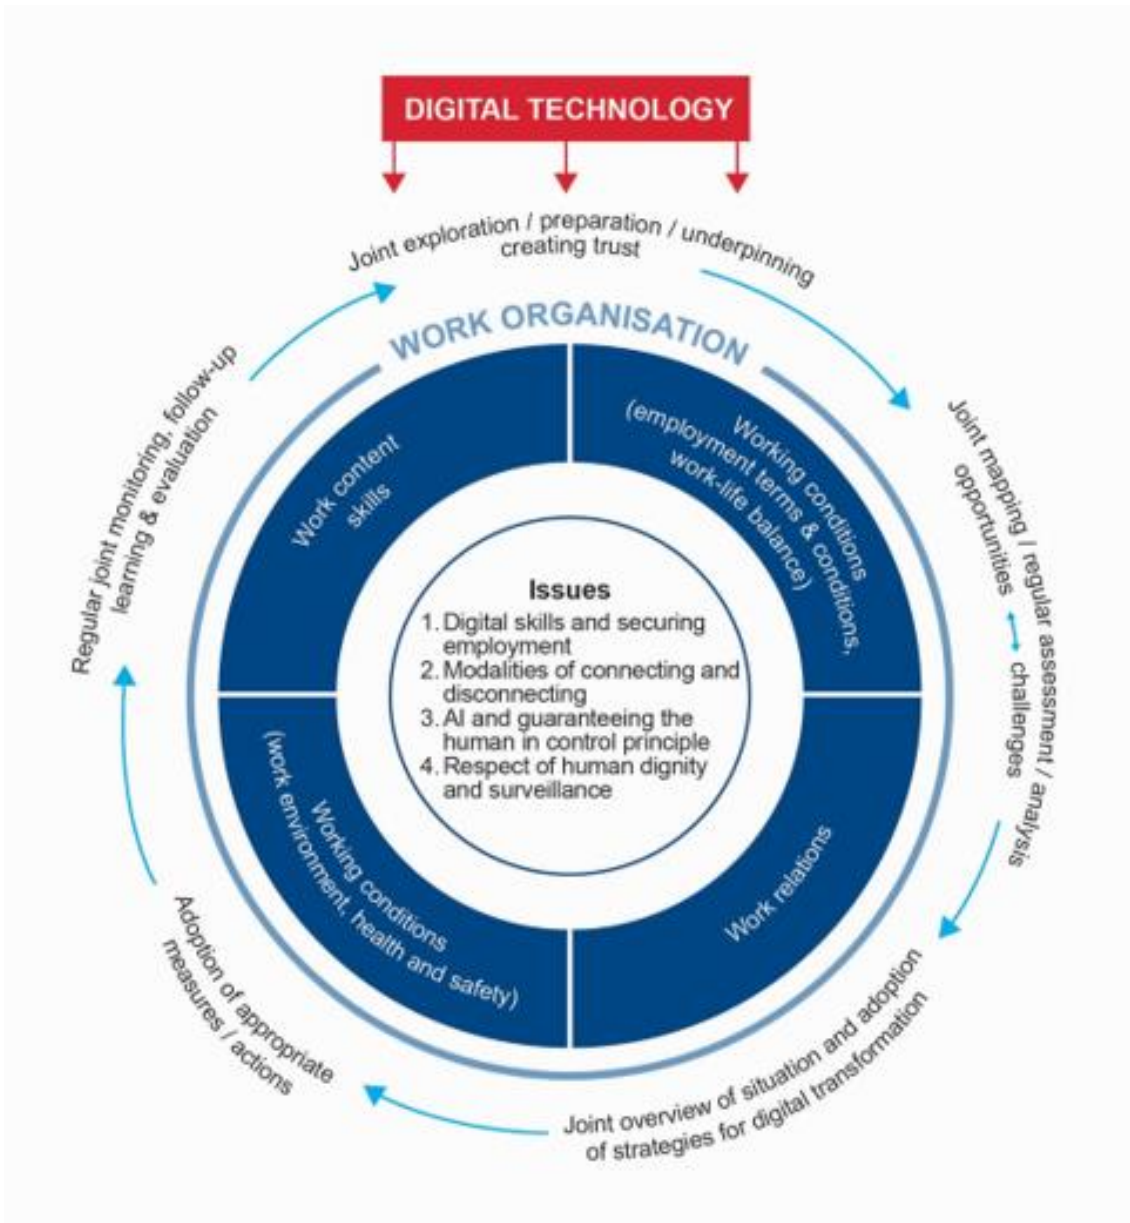 DIGITAL TECHNOLOGY
Joint exploration / preparation / underpinning
creating trust
WORK ORGANISATION
Work content
skills
Working conditions
(employment terms & conditions,
work-life balance)
Joint mapping / regular assessment / analysis
opportunities
challenges
Issues
1. Digital skills and securing
employment
2. Modalities of connecting and
disconnecting
3. AI and guaranteeing the
human in control principle
4. Respect of human dignity
and surveillance
Work relations
Working conditions
(work environment, health and safety)
Joint overview of situation and adoption
of strategies for digital transformation
Adoption of appropriate
measures / actions
Regular joint monitoring, follow-up
learning & evaluation